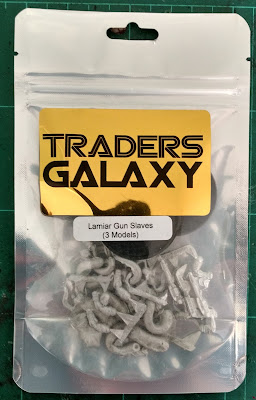 TRADERS
GALAXY
Lamiar Gun Slaves
(3 Models)